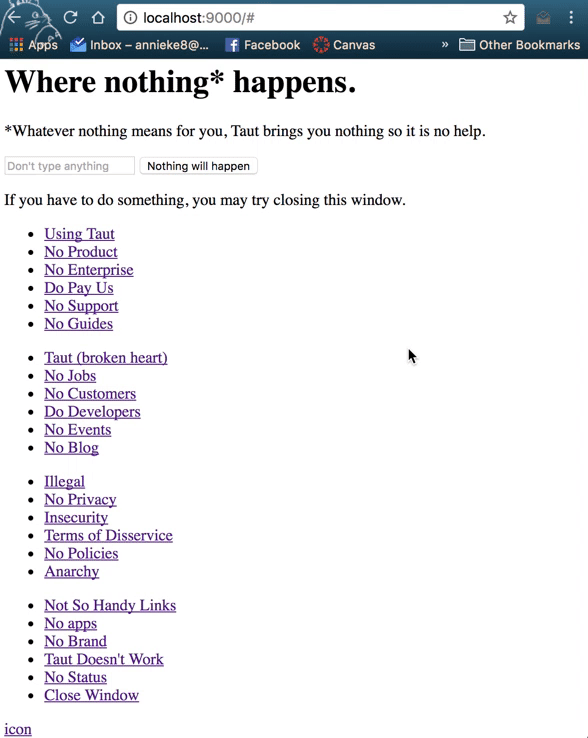 localhost:9000/#
Apps Inbox – annieke8@... Facebook Canvas » Other Bookmarks
Where nothing* happens.
*Whatever nothing means for you, Taut brings you nothing so it is no help.
Don't type anything Nothing will happen
If you have to do something, you may try closing this window.
Using Taut
No Product
No Enterprise
Do Pay Us
No Support
No Guides
Taut (broken heart)
No Jobs
No Customers
Do Developers
No Events
No Blog
Illegal
No Privacy
Insecurity
Terms of Disservice
No Policies
Anarchy
Not So Handy Links
No apps
No Brand
Taut Doesn't Work
No Status
Close Window
icon